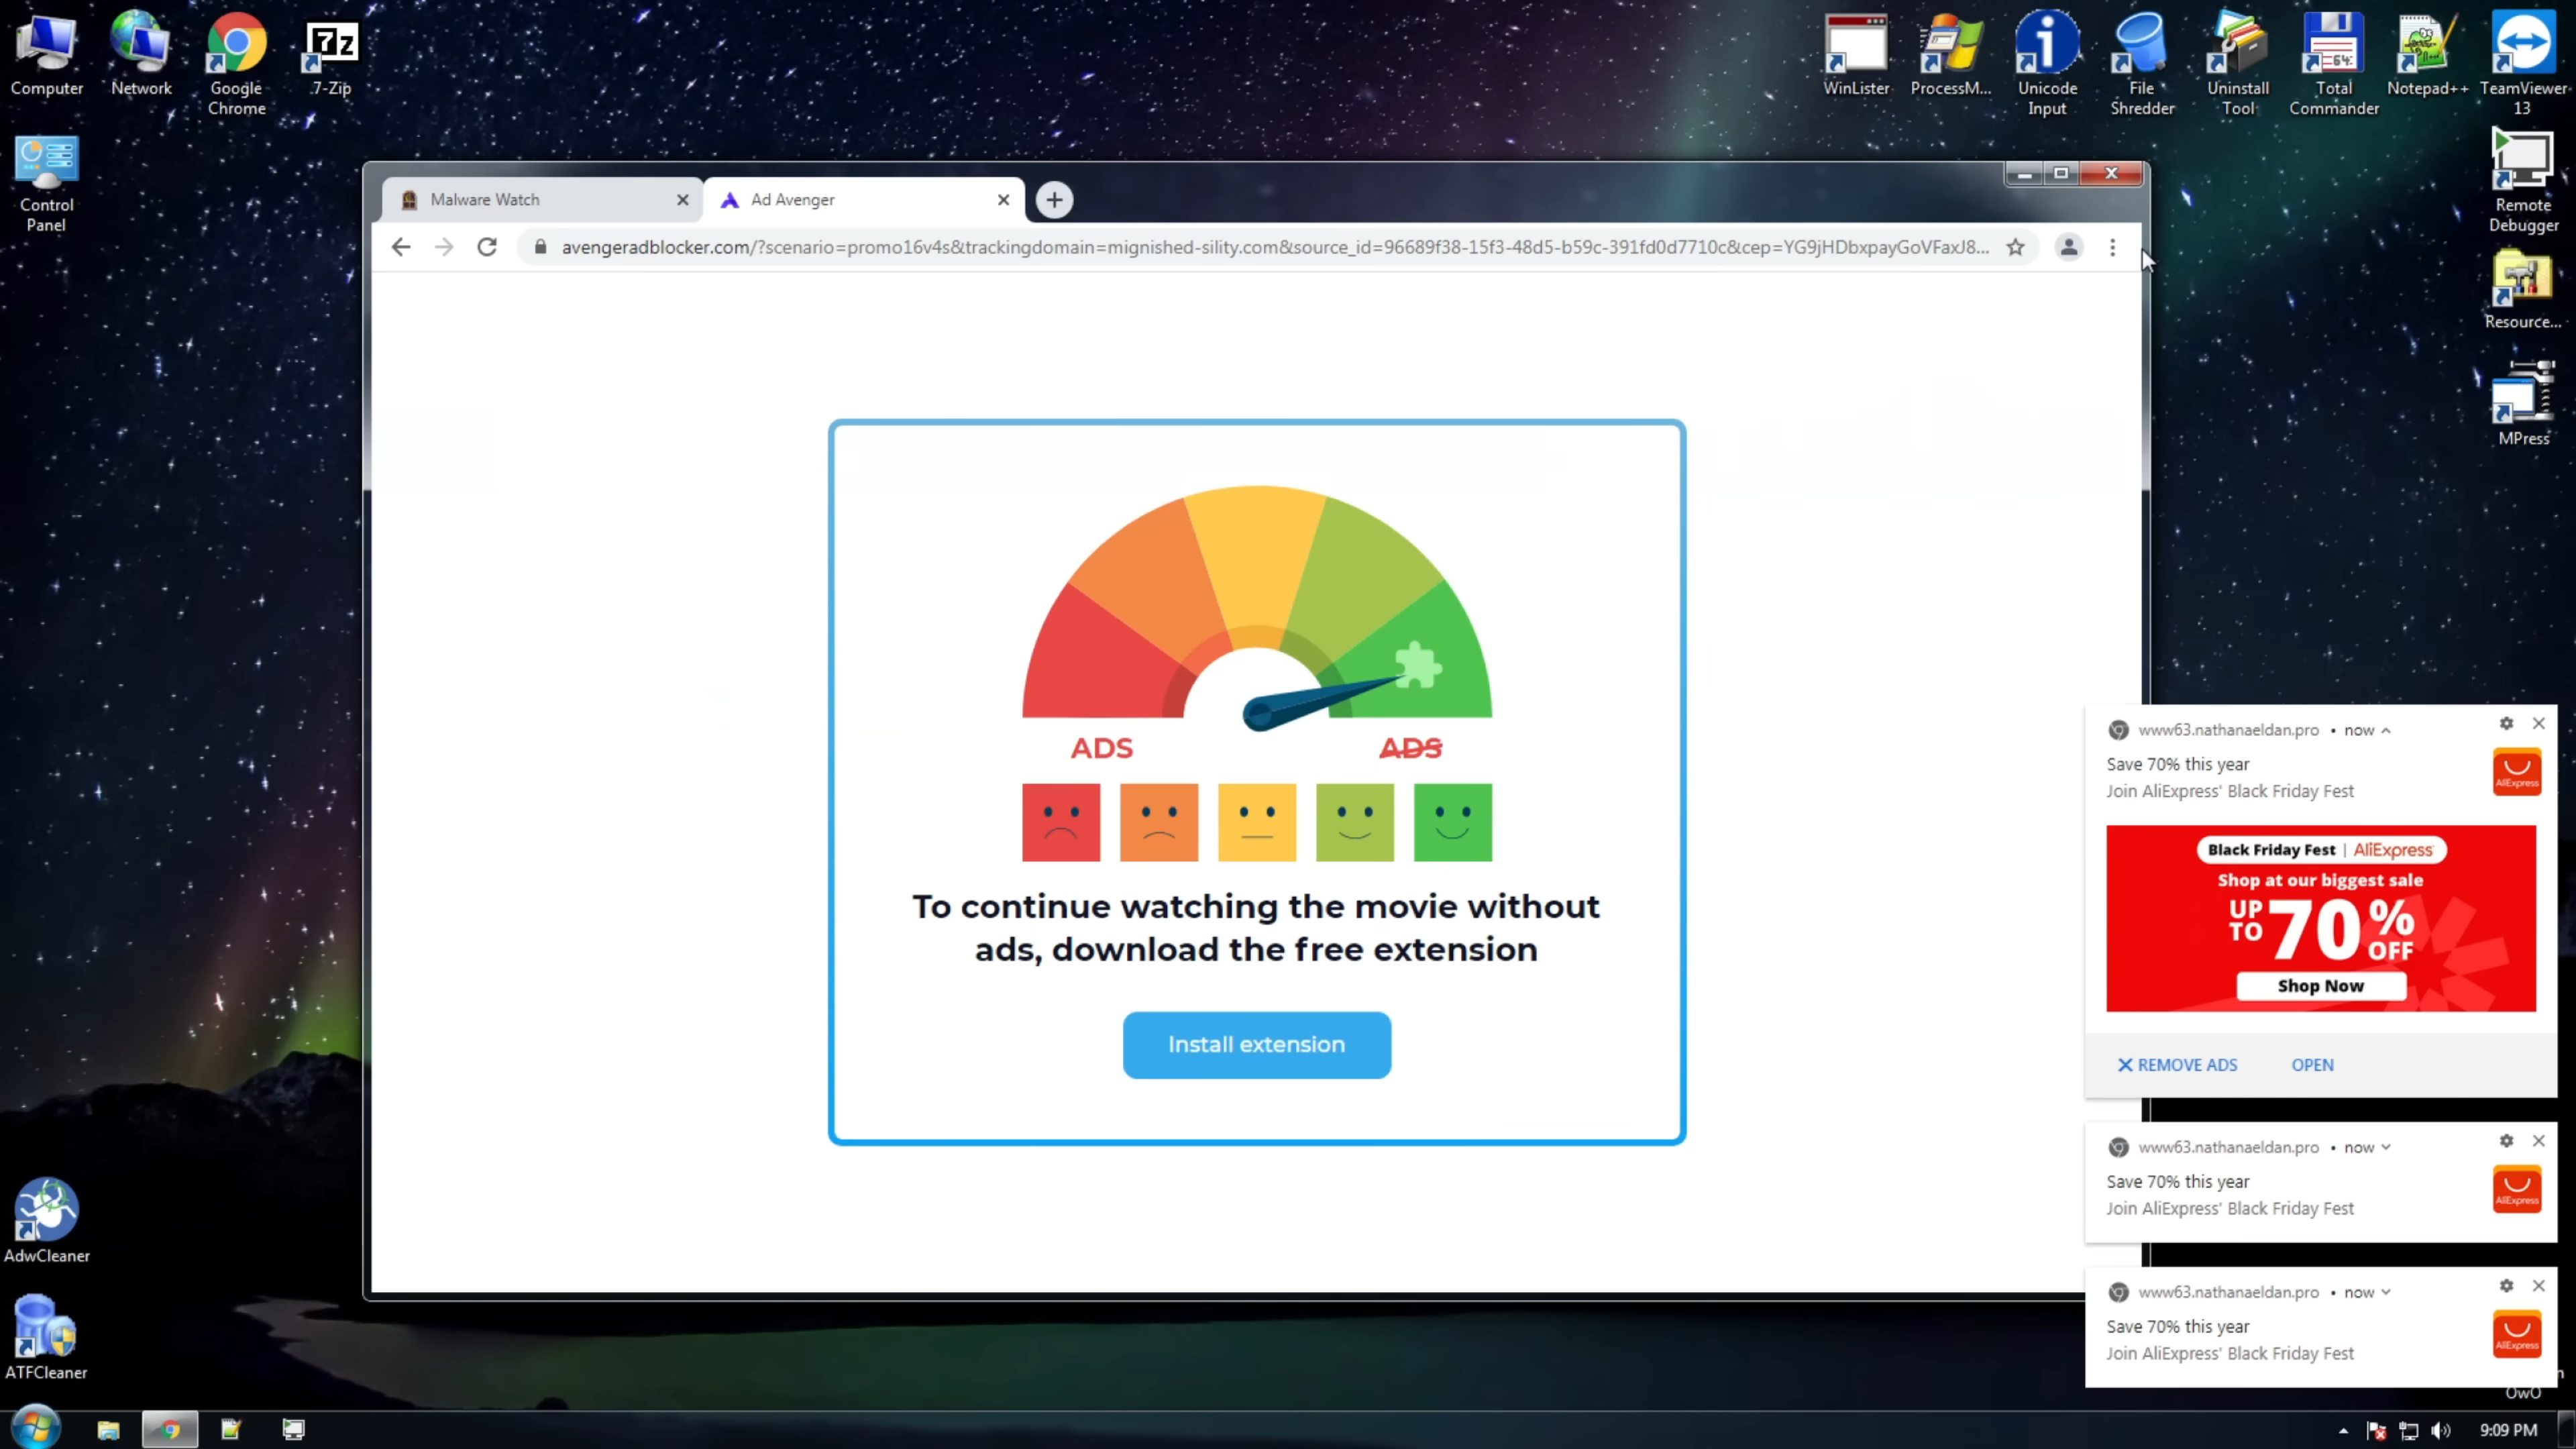 Computer
Network
Google
Chrome
7-Zip
WinLister
ProcessM...
Unicode
Input
File
Shredder
Uninstall
Tool
Total
Commander
Notepad++
TeamViewer
13
Control
Panel
Remote
Debugger
Resource...
MPress
Malware Watch
Ad Avenger
avengeradblocker.com/?scenario=promo16v4s&trackingdomain=mignished-sility.com&source_id=96689f38-15f3-48d5-b59c-391fd0d7710c&cep=YG9jHDbxpayGoVFaxJ8...
ADS
ADS
To continue watching the movie without
ads, download the free extension
Install extension
www63.nathanaeldan.pro • now
Save 70% this year
Join AliExpress' Black Friday Fest
AliExpress
Black Friday Fest | AliExpress
Shop at our biggest sale
UP
TO 70%
OFF
Shop Now
REMOVE ADS
OPEN
www63.nathanaeldan.pro • now
Save 70% this year
Join AliExpress' Black Friday Fest
AliExpress
www63.nathanaeldan.pro • now
Save 70% this year
Join AliExpress' Black Friday Fest
AliExpress
AdwCleaner
ATFCleaner
OwO
9:09 PM